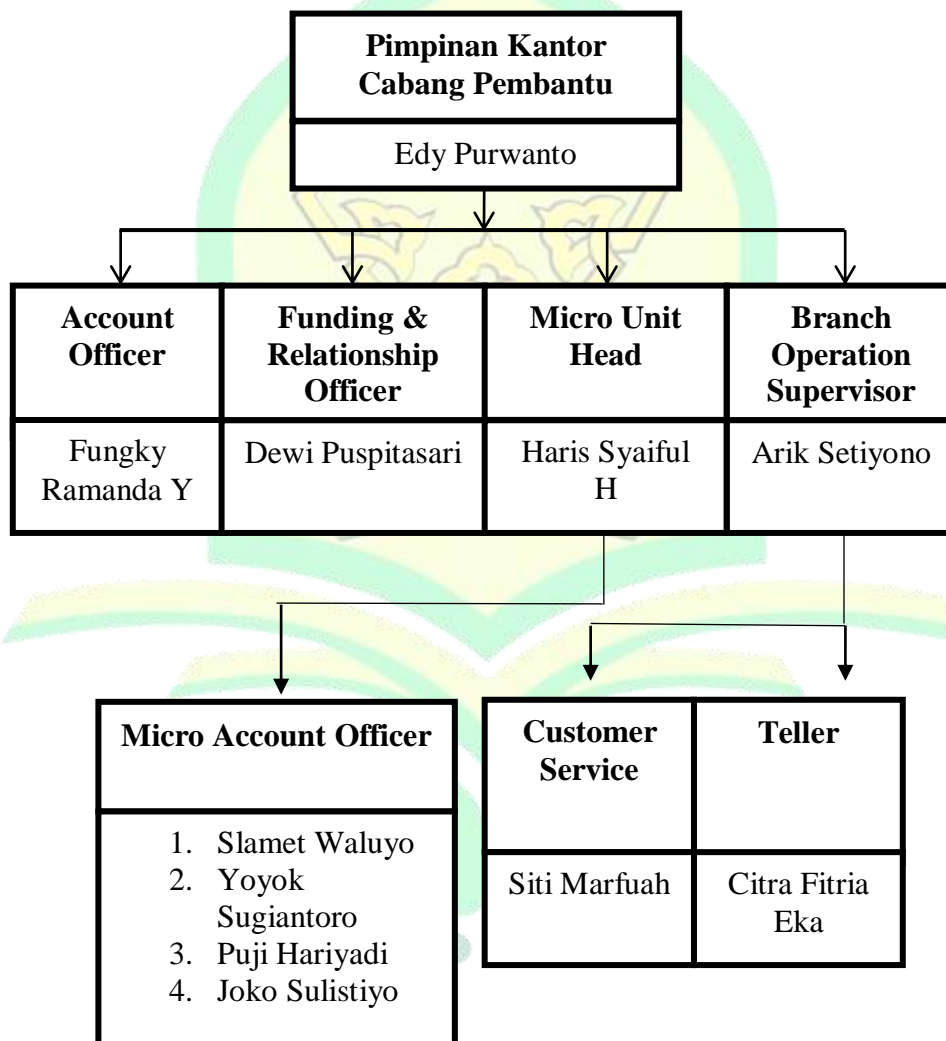 Pimpinan Kantor
Cabang Pembantu
Edy Purwanto
Account
Officer
Funding &
Relationship
Officer
Micro Unit
Head
Branch
Operation
Supervisor
Fungky
Ramanda Y
Dewi Puspitasari
Haris Syaiful
H
Arik Setiyono
Micro Account Officer
1. Slamet Waluyo
2. Yoyok
Sugiantoro
3. Puji Hariyadi
4. Joko Sulistiyo
Customer
Service
Teller
Siti Marfuah
Citra Fitria
Eka